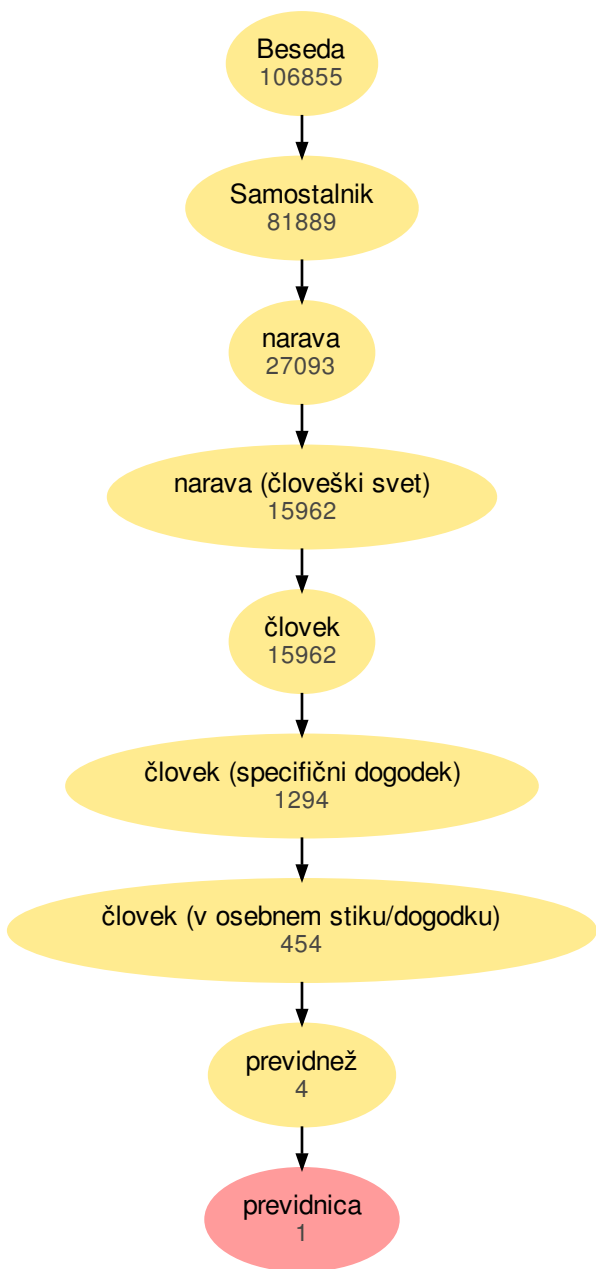 Beseda
106855
Samostalnik
81889
narava
27093
narava (človeški svet)
15962
človek
15962
človek (specifični dogodek)
1294
človek (v osebnem stiku/dogodku)
454
previdnež
4
previdnica
1